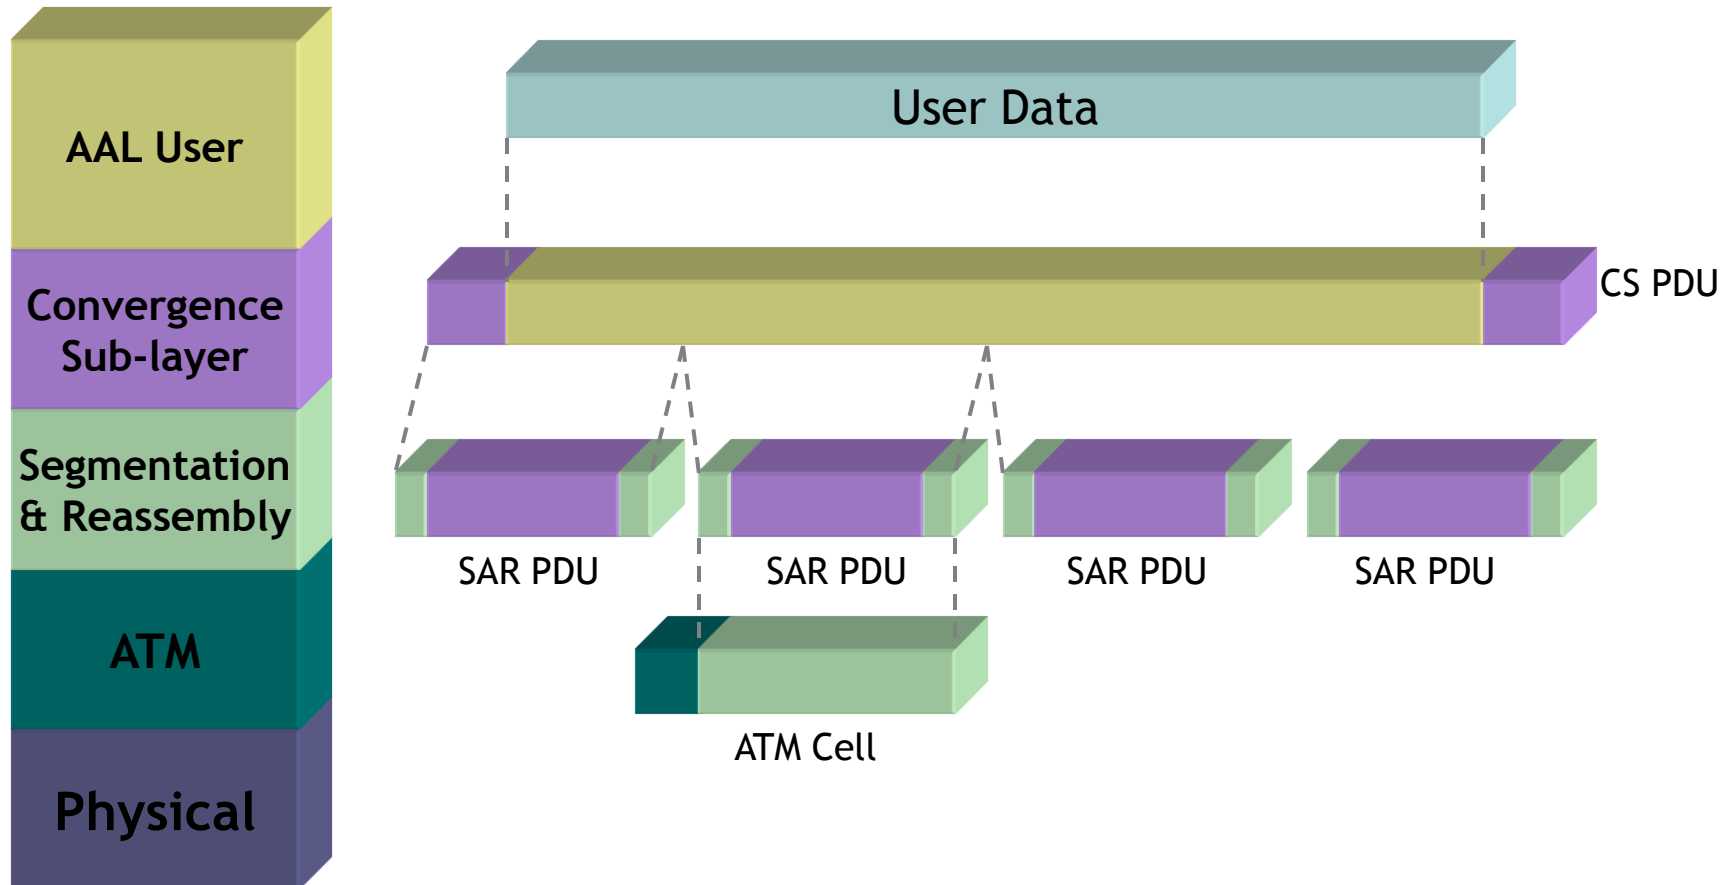 AAL User
Convergence
Sub-layer
Segmentation
& Reassembly
ATM
Physical
User Data
CS PDU
SAR PDU
SAR PDU
SAR PDU
SAR PDU
ATM Cell